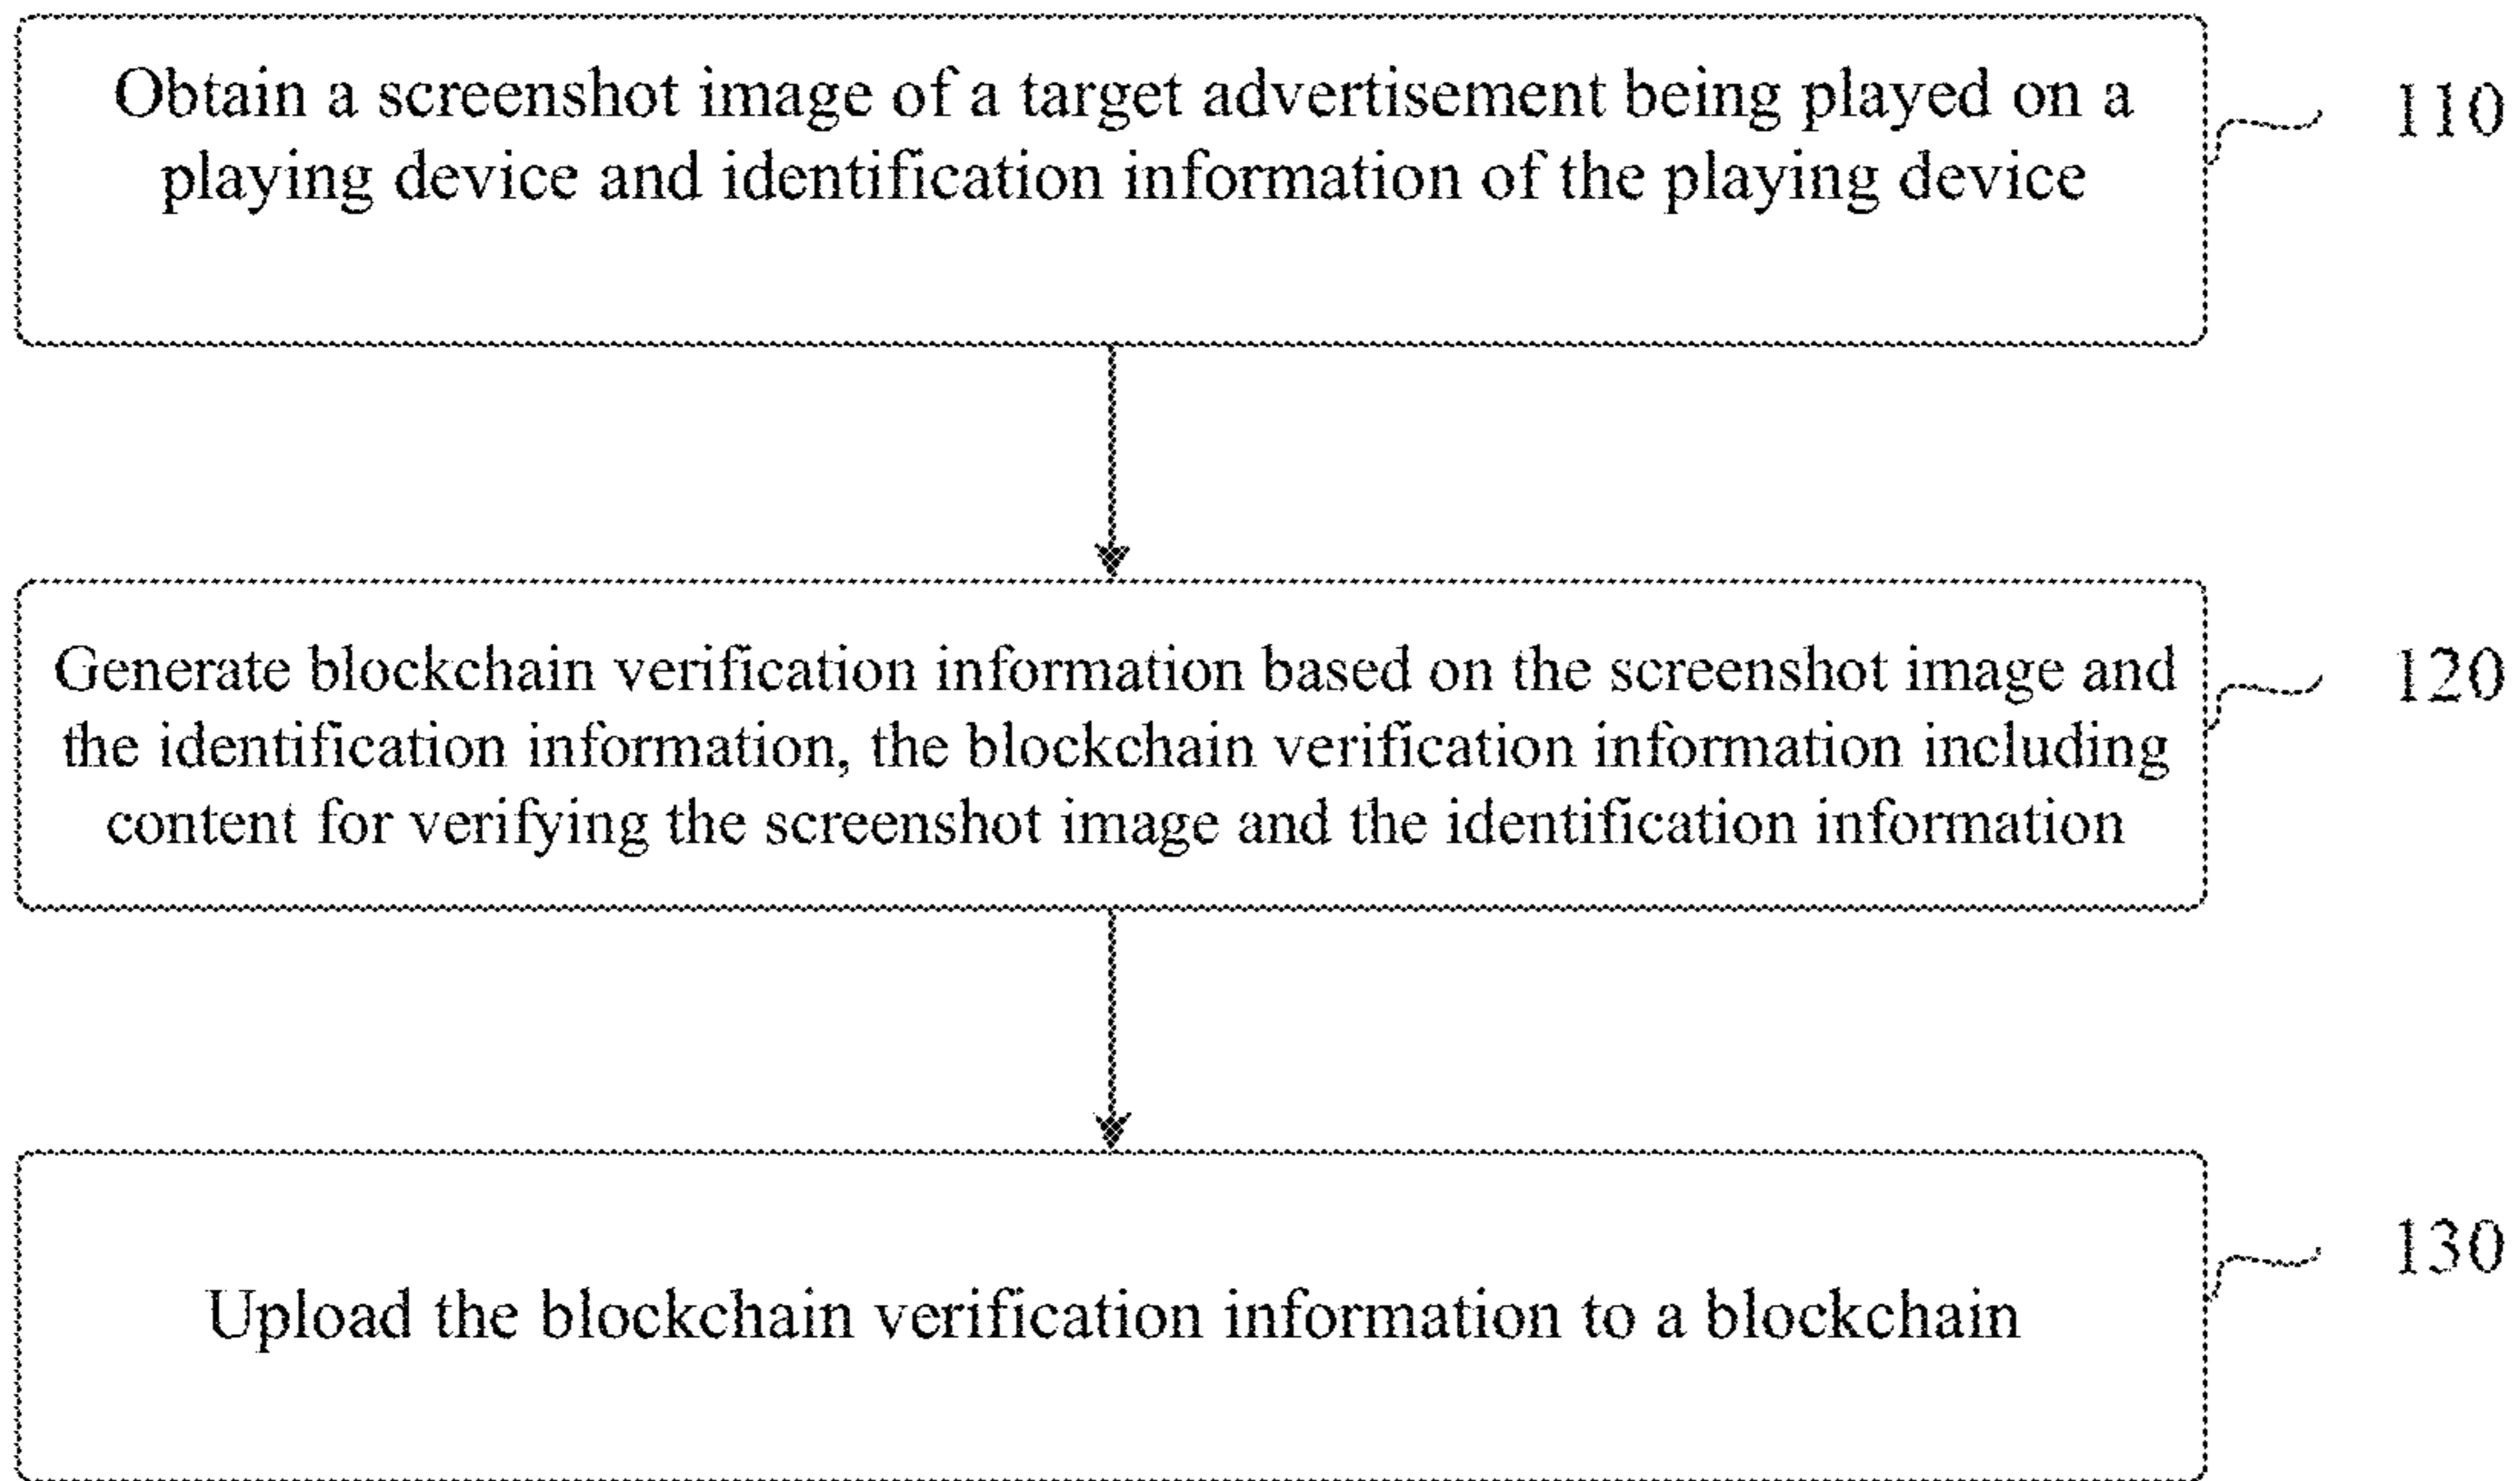 Obtain a screenshot image of a target advertisement being played on a
playing device and identification information of the playing device
110
Generate blockchain verification information based on the screenshot image and
the identification information, the blockchain verification information including
content for verifying the screenshot image and the identification information
120
Upload the blockchain verification information to a blockchain
130